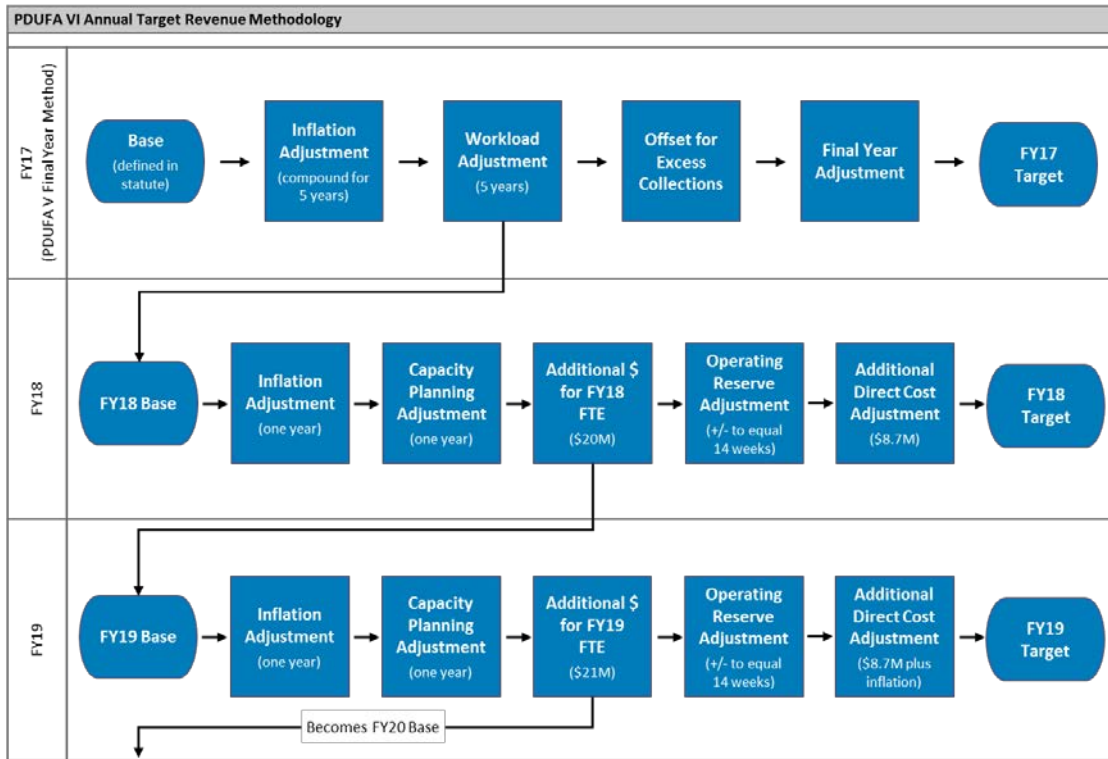 PDUFA VI Annual Target Revenue Methodology
FY17
(PDUFA V Final Year Method)
Base
(defined in
statute)
Inflation
Adjustment
(compound for
5 years)
Workload
Adjustment
(5 years)
Offset for
Excess
Collections
Final Year
Adjustment
FY17
Target
FY18
FY18 Base
Inflation
Adjustment
(one year)
Capacity
Planning
Adjustment
(one year)
Additional $
for FY18
FTE
($20M)
Operating
Reserve
Adjustment
(+/- to equal
14 weeks)
Additional
Direct Cost
Adjustment
($8.7M)
FY18
Target
FY19
FY19 Base
Inflation
Adjustment
(one year)
Capacity
Planning
Adjustment
(one year)
Additional $
for FY19
FTE
($21M)
Operating
Reserve
Adjustment
(+/- to equal
14 weeks)
Additional
Direct Cost
Adjustment
($8.7M plus
inflation)
FY19
Target
Becomes FY20 Base